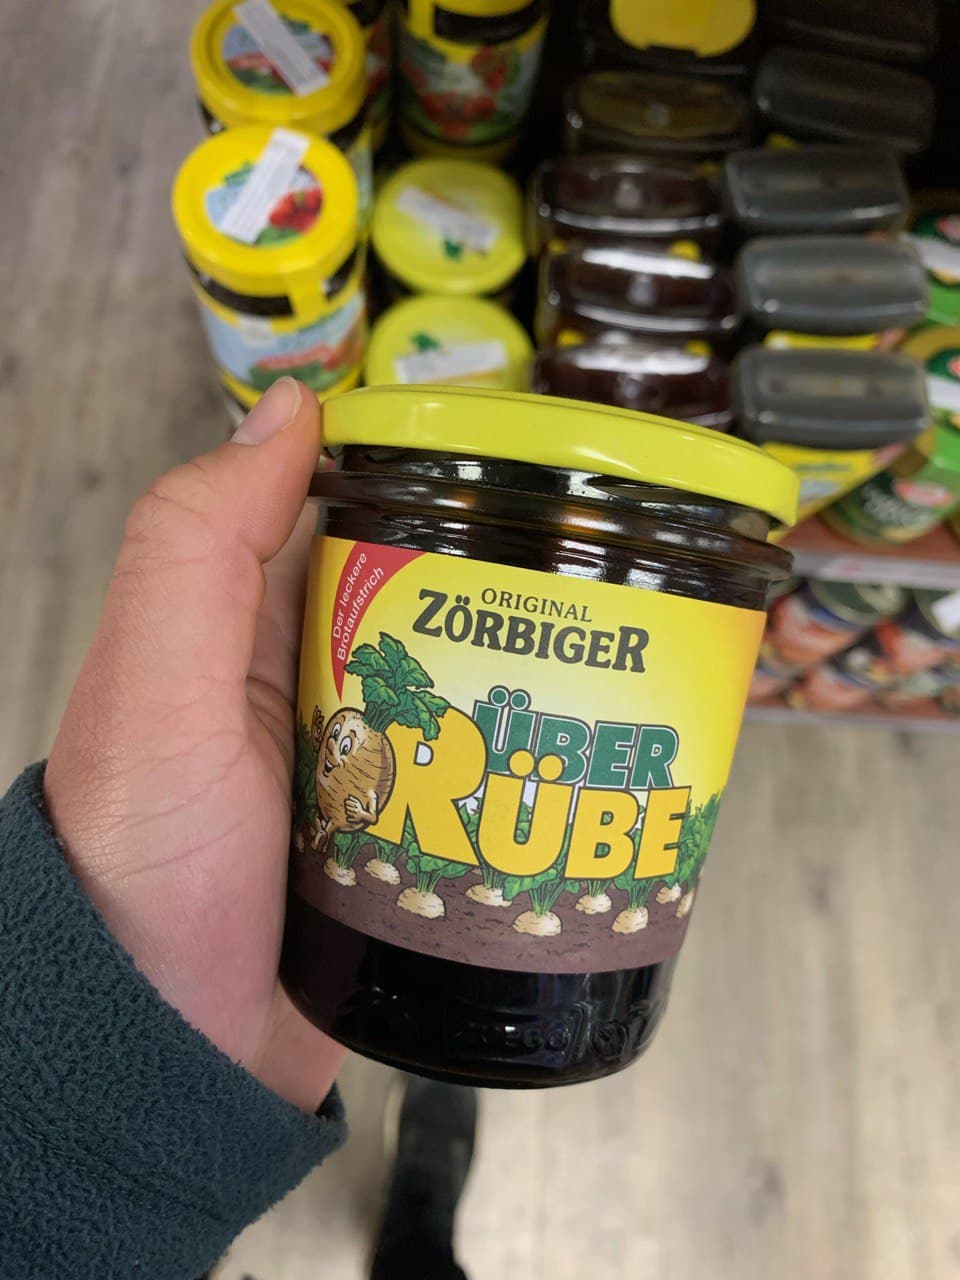 Der leckere
Brotaufstrich
ORIGINAL
ZÖRBIGER
ÜBER
RÜBE